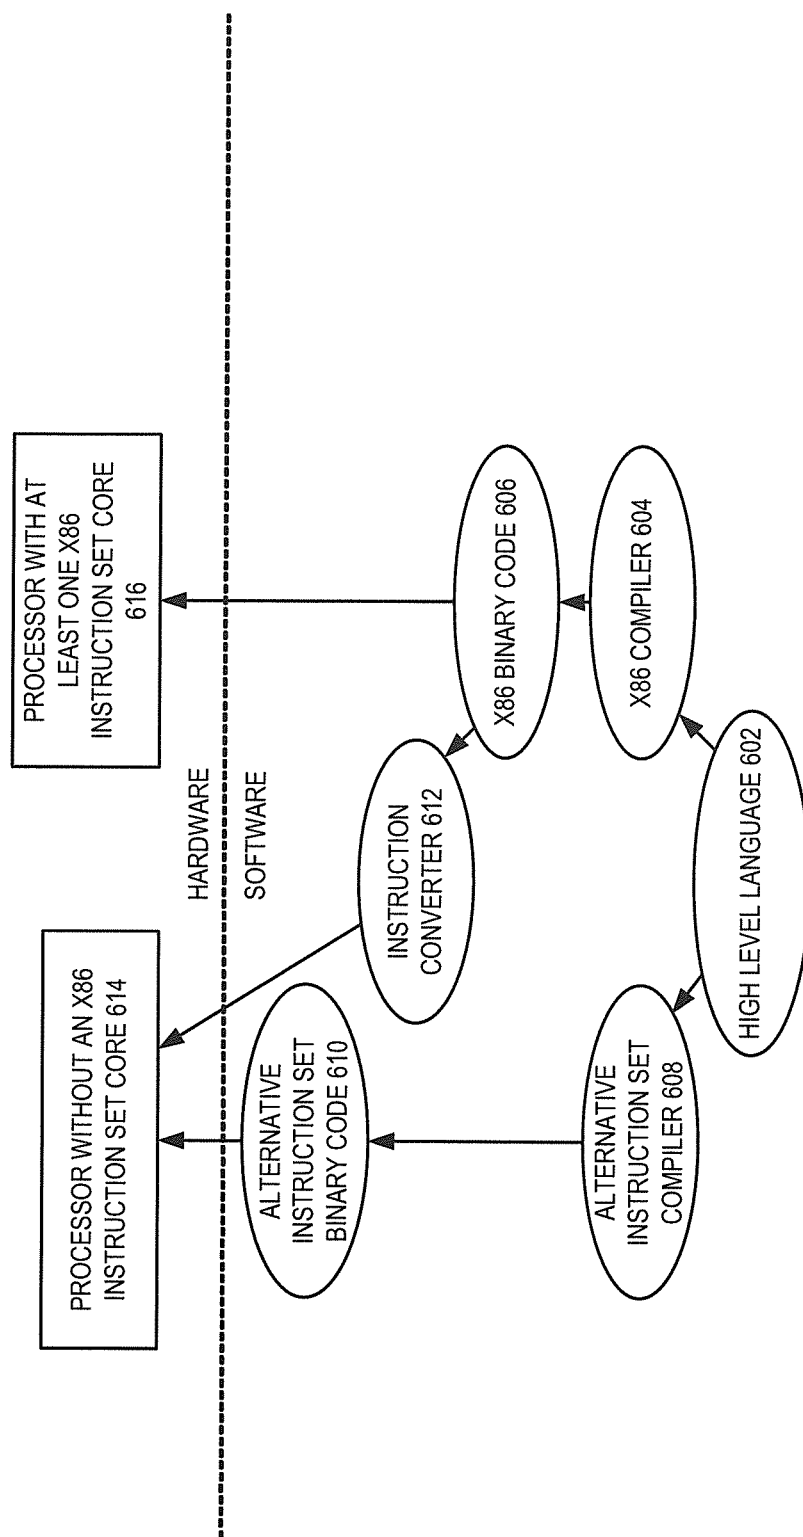 PROCESSOR WITHOUT AN X86
INSTRUCTION SET CORE 614
PROCESSOR WITH AT
LEAST ONE X86
INSTRUCTION SET CORE
616
HARDWARE
SOFTWARE
ALTERNATIVE
INSTRUCTION SET
BINARY CODE 610
INSTRUCTION
CONVERTER 612
X86 BINARY CODE 606
ALTERNATIVE
INSTRUCTION SET
COMPILER 608
X86 COMPILER 604
HIGH LEVEL LANGUAGE 602